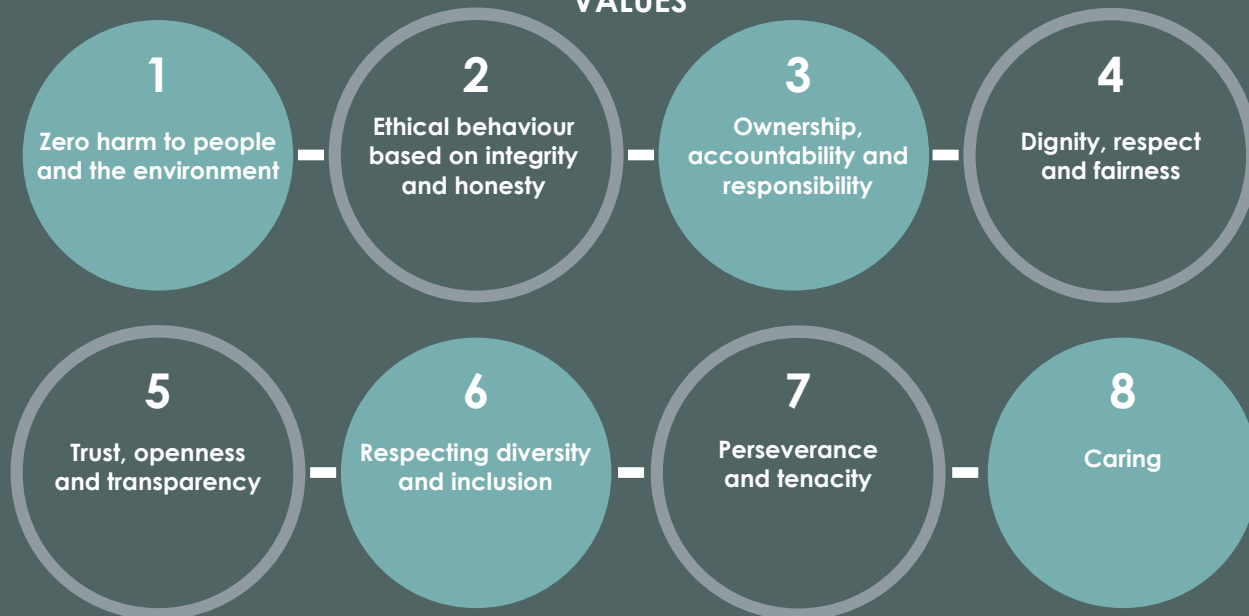 VALUES
1
Zero harm to people
and the environment
2
Ethical behaviour
based on integrity
and honesty
3
Ownership,
accountability and
responsibility
4
Dignity, respect
and fairness
5
Trust, openness
and transparency
6
Respecting diversity
and inclusion
7
Perseverance
and tenacity
8
Caring